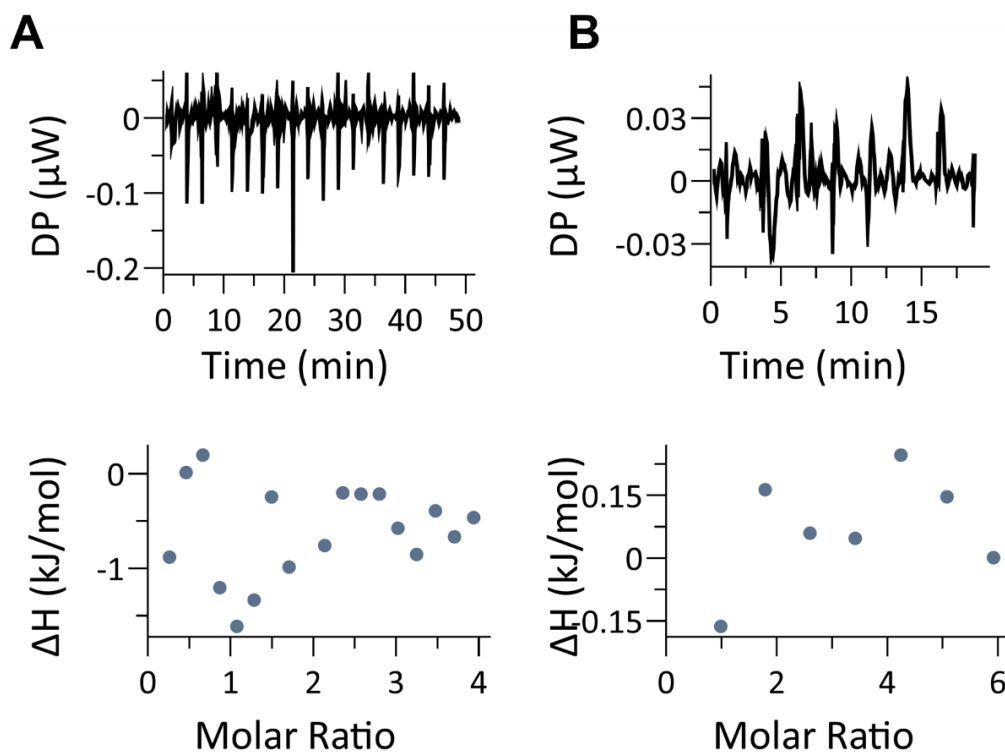 A
DP (μW)
0
-0.1
-0.2
0 10 20 30 40 50
Time (min)
B
DP (μW)
0.03
0
-0.03
0 5 10 15
Time (min)
ΔH (kJ/mol)
0
-1
0 1 2 3 4
Molar Ratio
ΔH (kJ/mol)
0.15
0
-0.15
0 2 4 6
Molar Ratio